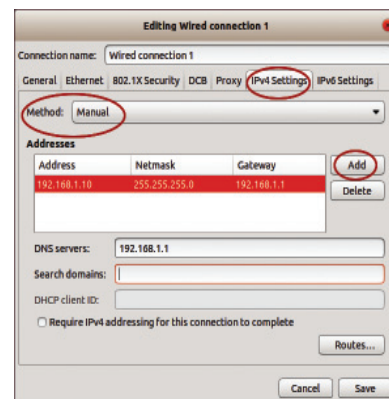 Editing Wired connection 1
Connection name: Wired connection 1
General Ethernet 802.1X Security DCB Proxy IPv4 Settings IPv6 Settings
Method: Manual
Addresses
Address Netmask Gateway Add
192.168.1.10 255.255.255.0 192.168.1.1
Delete
DNS servers: 192.168.1.1
Search domains:
DHCP client ID:
Require IPv4 addressing for this connection to complete
Routes...
Cancel Save